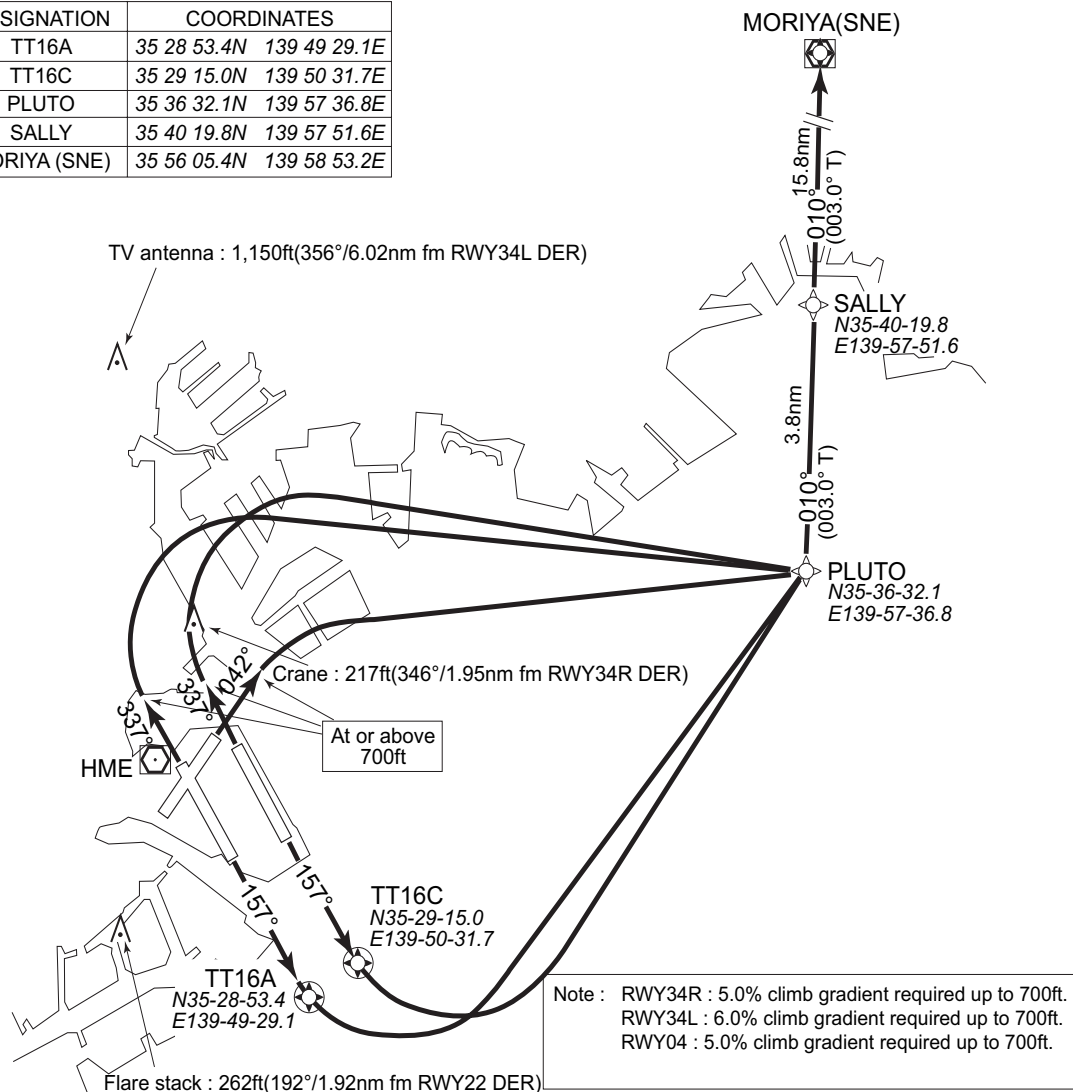 SIGNATION COORDINATES
TT16A 35 28 53.4N 139 49 29.1E
TT16C 35 29 15.0N 139 50 31.7E
PLUTO 35 36 32.1N 139 57 36.8E
SALLY 35 40 19.8N 139 57 51.6E
ORIYA (SNE) 35 56 05.4N 139 58 53.2E
MORIYA(SNE)
15.8nm
010°
(003.0° T)
TV antenna : 1,150ft(356°/6.02nm fm RWY34L DER)
SALLY
N35-40-19.8
E139-57-51.6
3.8nm
010°
(003.0° T)
PLUTO
N35-36-32.1
E139-57-36.8
042°
337°
337°
Crane : 217ft(346°/1.95nm fm RWY34R DER)
At or above
700ft
HME
157°
157°
TT16C
N35-29-15.0
E139-50-31.7
TT16A
N35-28-53.4
E139-49-29.1
Note : RWY34R : 5.0% climb gradient required up to 700ft.
RWY34L : 6.0% climb gradient required up to 700ft.
RWY04 : 5.0% climb gradient required up to 700ft.
Flare stack : 262ft(192°/1.92nm fm RWY22 DER)